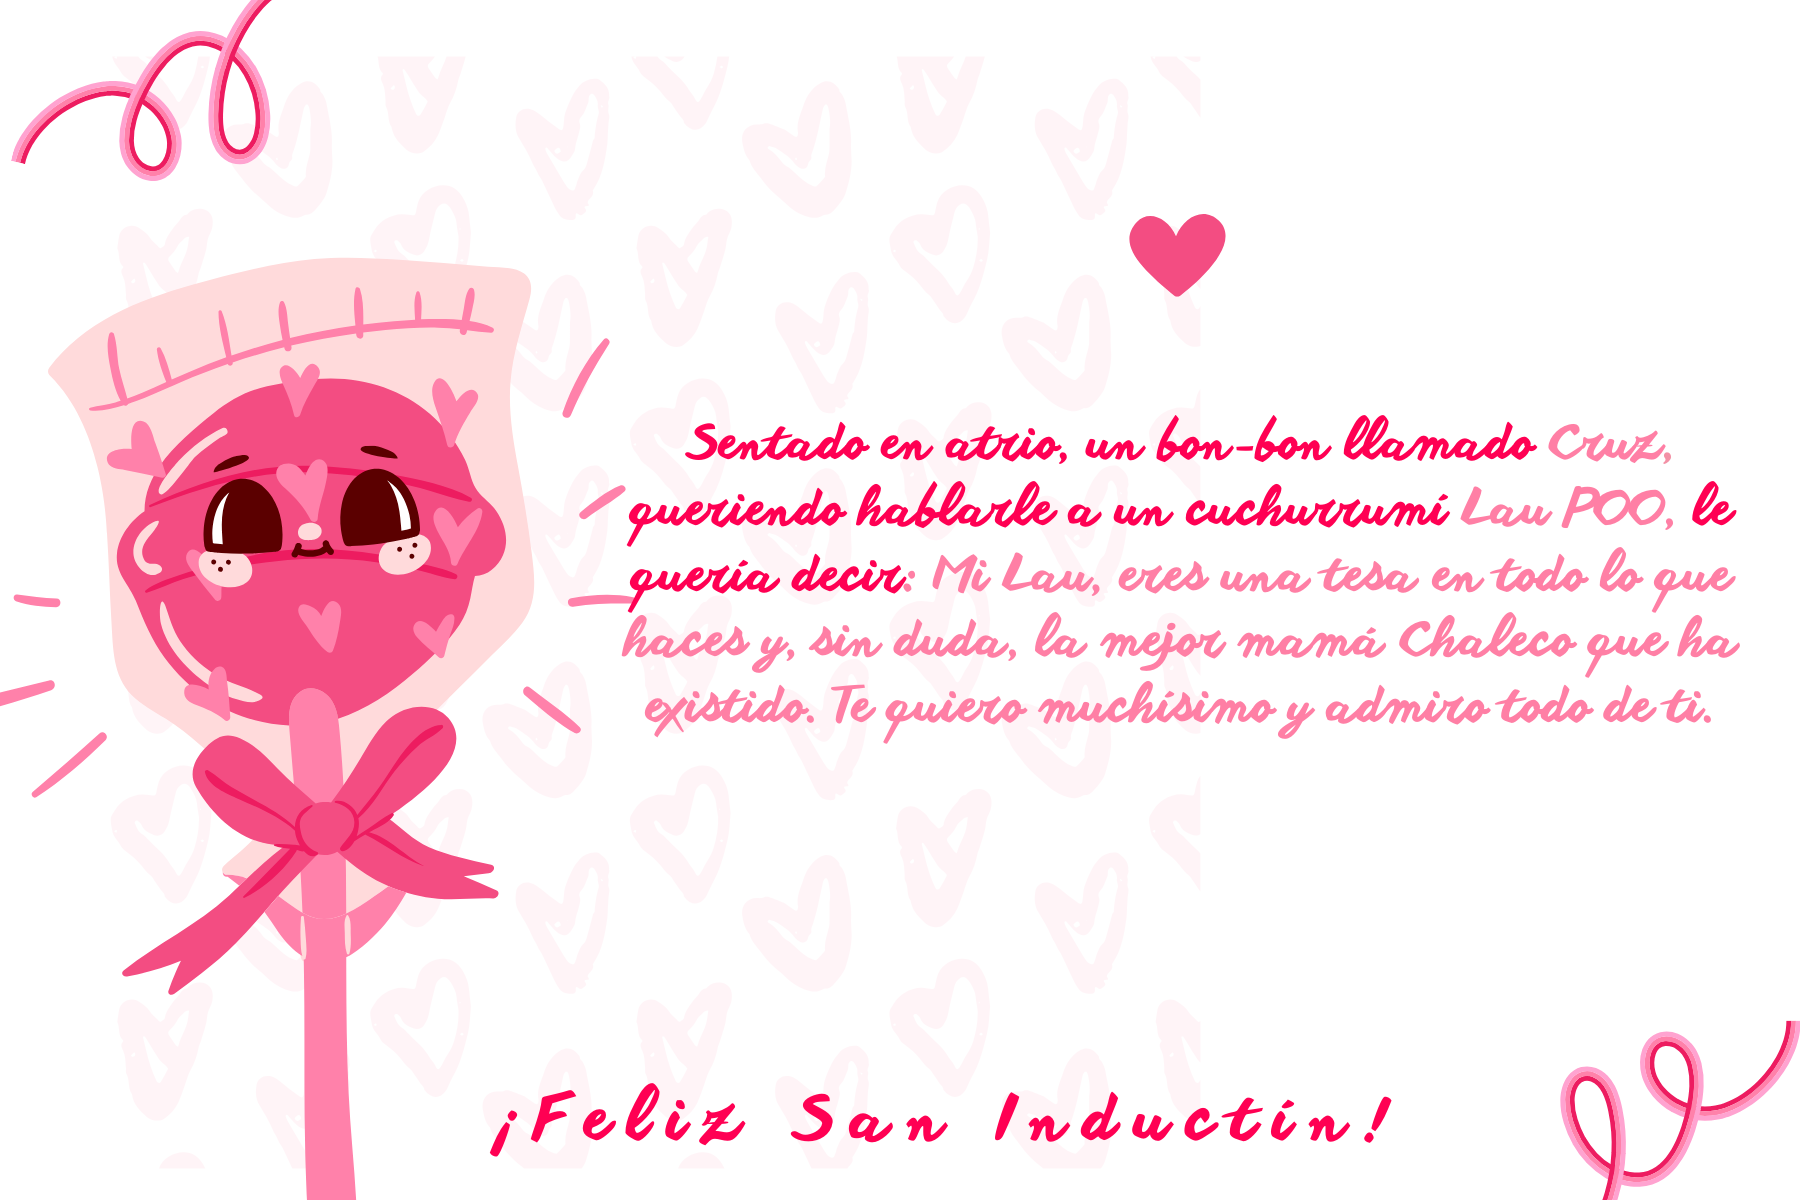 Sentado en atrio, un bon-bon llamado Cruz,
queriendo hablarle a un cuchurrumí Lau POO, le
quería decir: Mi Lau, eres una tesa en todo lo que
haces y, sin duda, la mejor mamá Chaleco que ha
existido. Te quiero muchísimo y admiro todo de ti.
¡Feliz San Inductín!